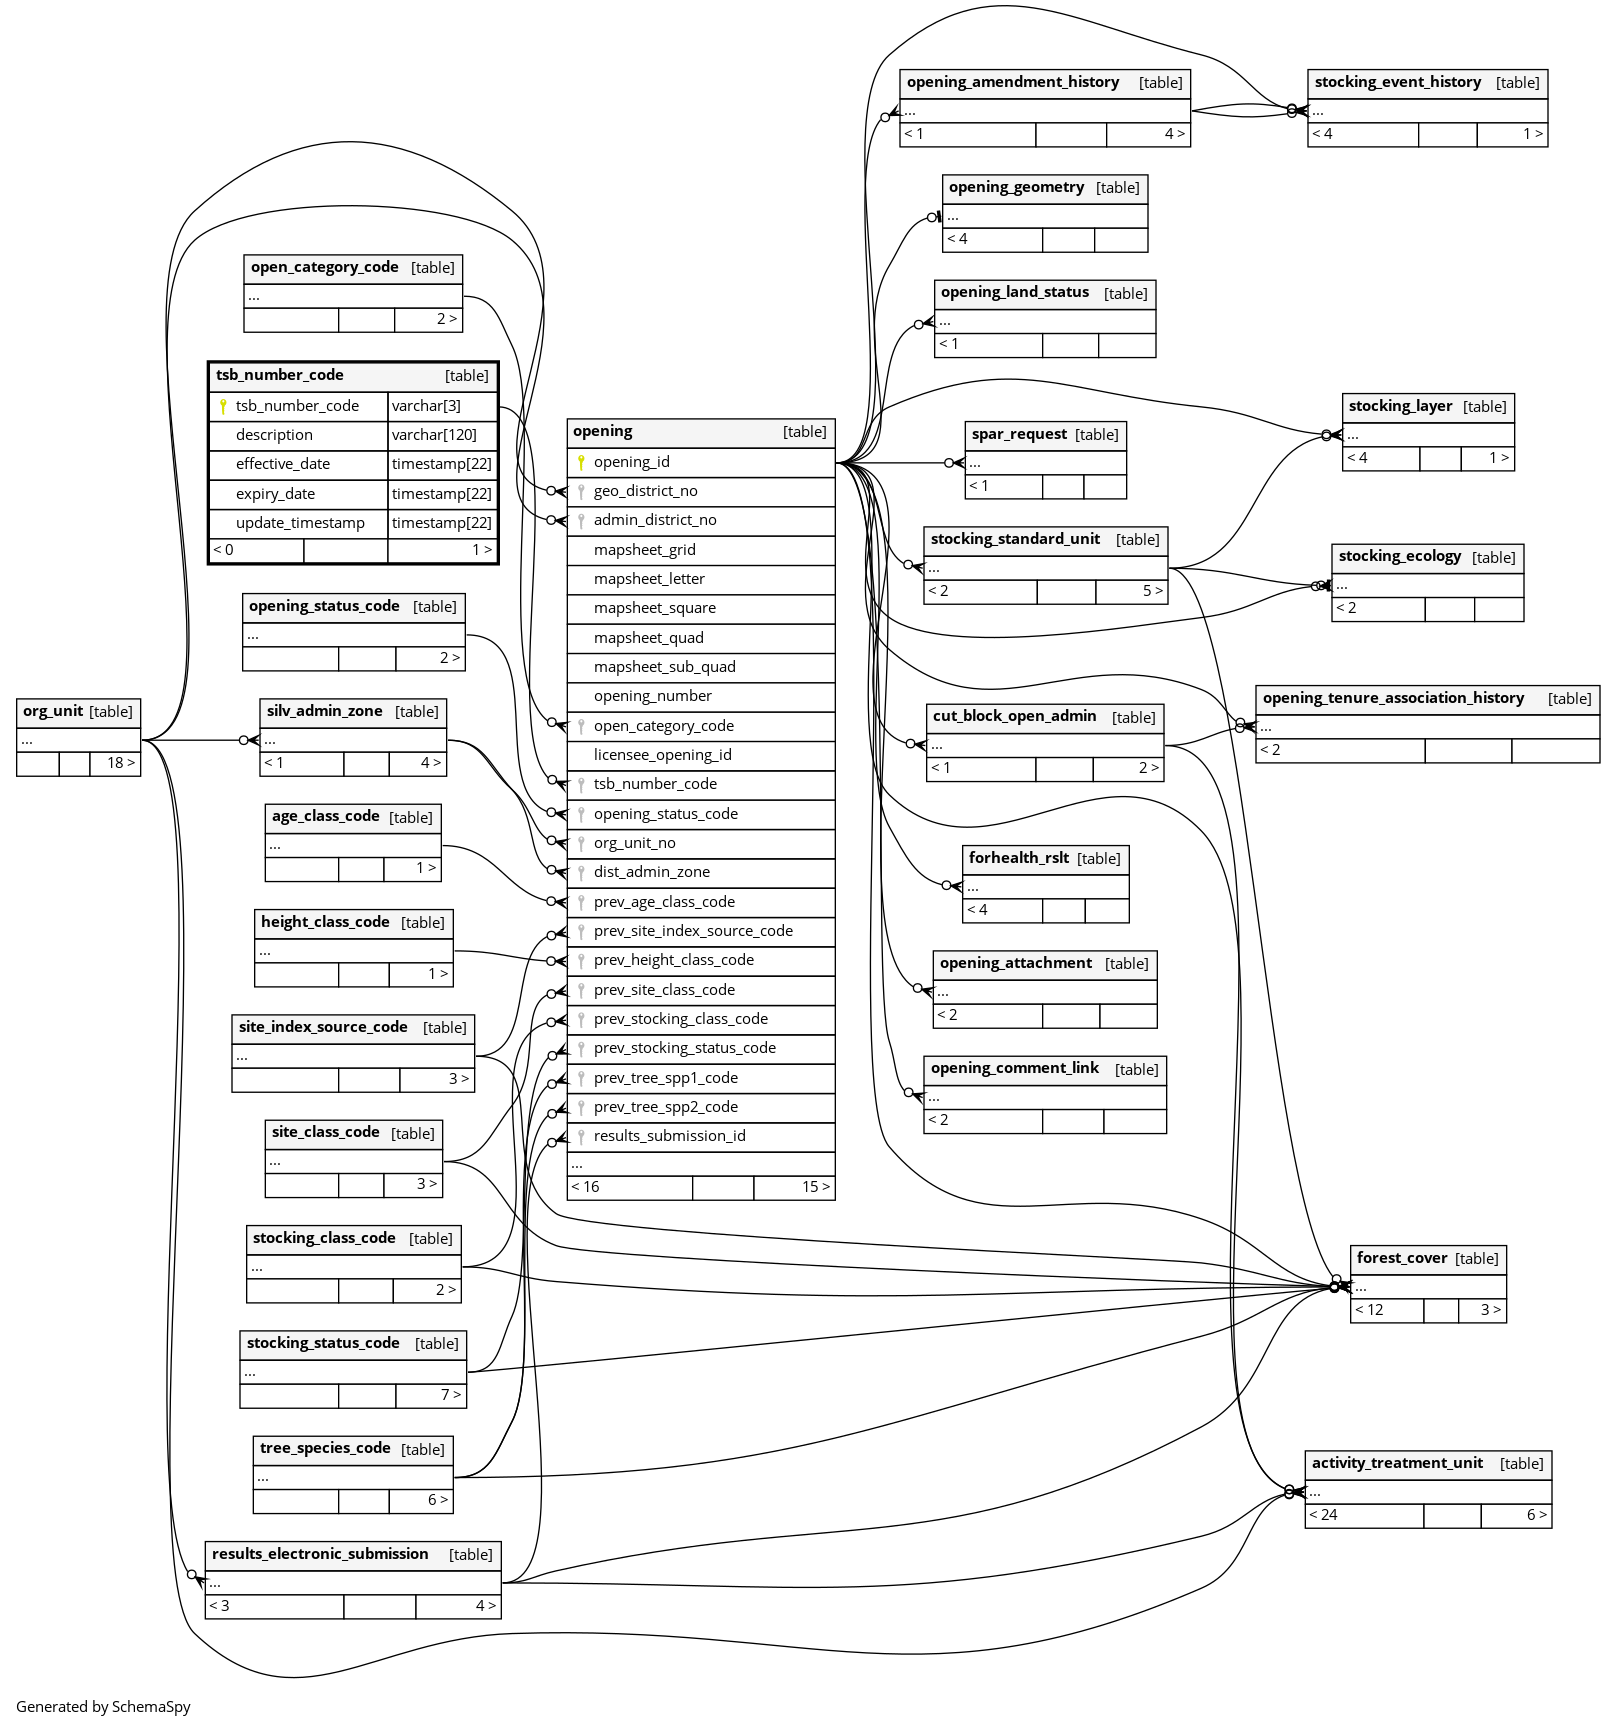 opening_amendment_history [table]
...
< 1 4 >
stocking_event_history [table]
...
< 4 1 >
opening_geometry [table]
...
< 4
open_category_code [table]
...
2 >
opening_land_status [table]
...
< 1
tsb_number_code [table]
tsb_number_code varchar[3]
description varchar[120]
effective_date timestamp[22]
expiry_date timestamp[22]
update_timestamp timestamp[22]
< 0 1 >
opening [table]
opening_id
geo_district_no
admin_district_no
mapsheet_grid
mapsheet_letter
mapsheet_square
mapsheet_quad
mapsheet_sub_quad
opening_number
open_category_code
licensee_opening_id
tsb_number_code
opening_status_code
org_unit_no
dist_admin_zone
prev_age_class_code
prev_site_index_source_code
prev_height_class_code
prev_site_class_code
prev_stocking_class_code
prev_stocking_status_code
prev_tree_spp1_code
prev_tree_spp2_code
results_submission_id
...
< 16 15 >
stocking_layer [table]
...
< 4 1 >
spar_request [table]
...
< 1
stocking_standard_unit [table]
...
< 2 5 >
stocking_ecology [table]
...
< 2
opening_status_code [table]
...
2 >
org_unit [table]
...
18 >
silv_admin_zone [table]
...
< 1 4 >
cut_block_open_admin [table]
...
< 1 2 >
opening_tenure_association_history [table]
...
< 2
age_class_code [table]
...
1 >
forhealth_rslt [table]
...
< 4
height_class_code [table]
...
1 >
opening_attachment [table]
...
< 2
site_index_source_code [table]
...
3 >
opening_comment_link [table]
...
< 2
site_class_code [table]
...
3 >
stocking_class_code [table]
...
2 >
forest_cover [table]
...
< 12 3 >
stocking_status_code [table]
...
7 >
tree_species_code [table]
...
6 >
activity_treatment_unit [table]
...
< 24 6 >
results_electronic_submission [table]
...
< 3 4 >
Generated by SchemaSpy